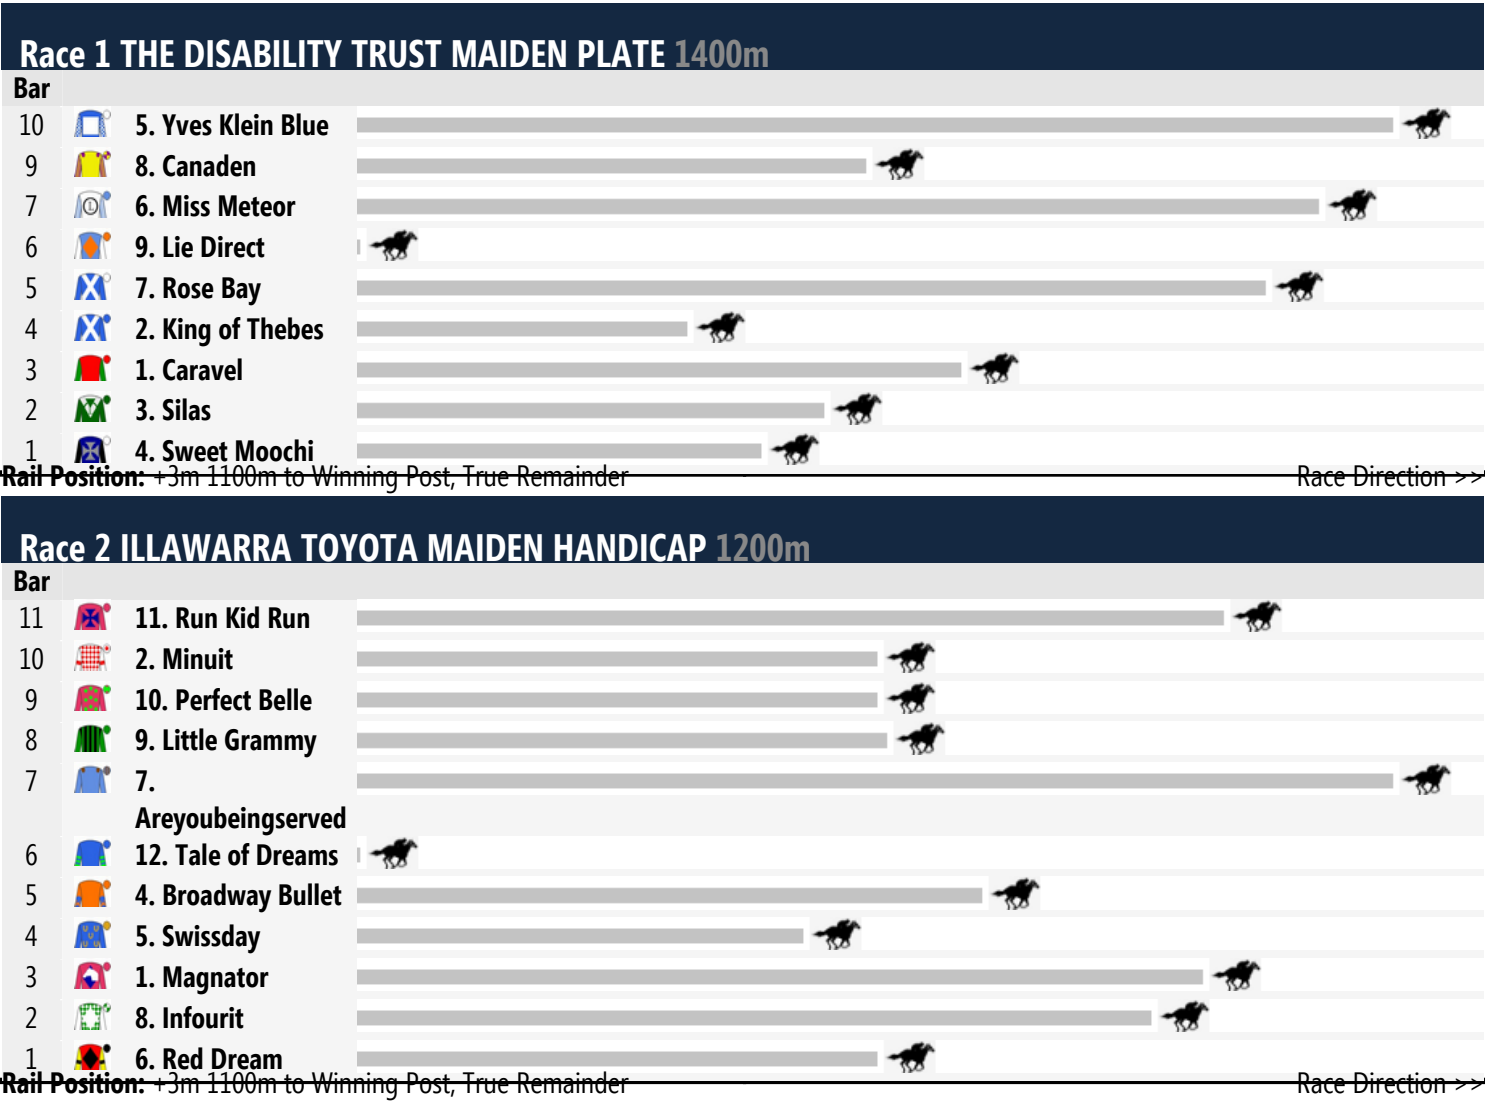 Race 1 THE DISABILITY TRUST MAIDEN PLATE 1400m
Bar
10 5. Yves Klein Blue
9 8. Canaden
7 6. Miss Meteor
6 9. Lie Direct
5 7. Rose Bay
4 2. King of Thebes
3 1. Caravel
2 3. Silas
1 4. Sweet Moochi
Rail Position: +3m 1100m to Winning Post, True Remainder Race Direction >>
Race 2 ILLAWARRA TOYOTA MAIDEN HANDICAP 1200m
Bar
11 11. Run Kid Run
10 2. Minuit
9 10. Perfect Belle
8 9. Little Grammy
7 7.
Areyoubeingserved
6 12. Tale of Dreams
5 4. Broadway Bullet
4 5. Swissday
3 1. Magnator
2 8. Infourit
1 6. Red Dream
Rail Position: +3m 1100m to Winning Post, True Remainder Race Direction >>